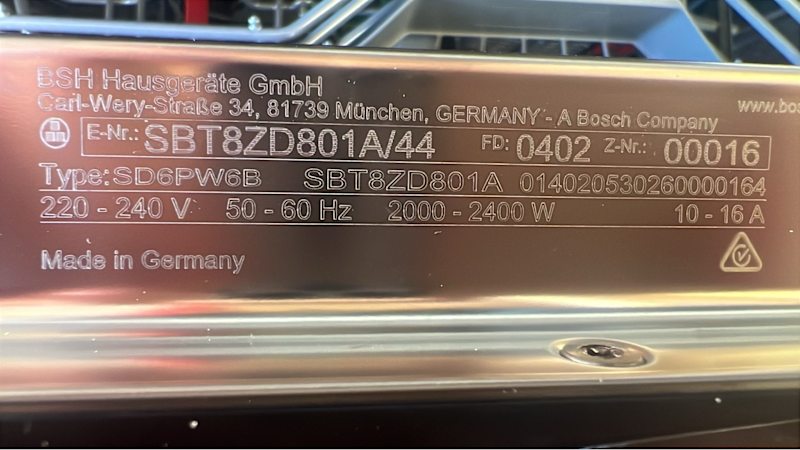 BSH Hausgeräte GmbH
Carl-Wery-Straße 34, 81739 München, GERMANY - A Bosch Company
E-Nr.: SBT8ZD801A/44 FD: 0402 Z-Nr.: 00016
Type: SD6PW6B SBT8ZD801A 014020530260000164
220 - 240 V 50 - 60 Hz 2000 - 2400 W 10 - 16 A
Made in Germany